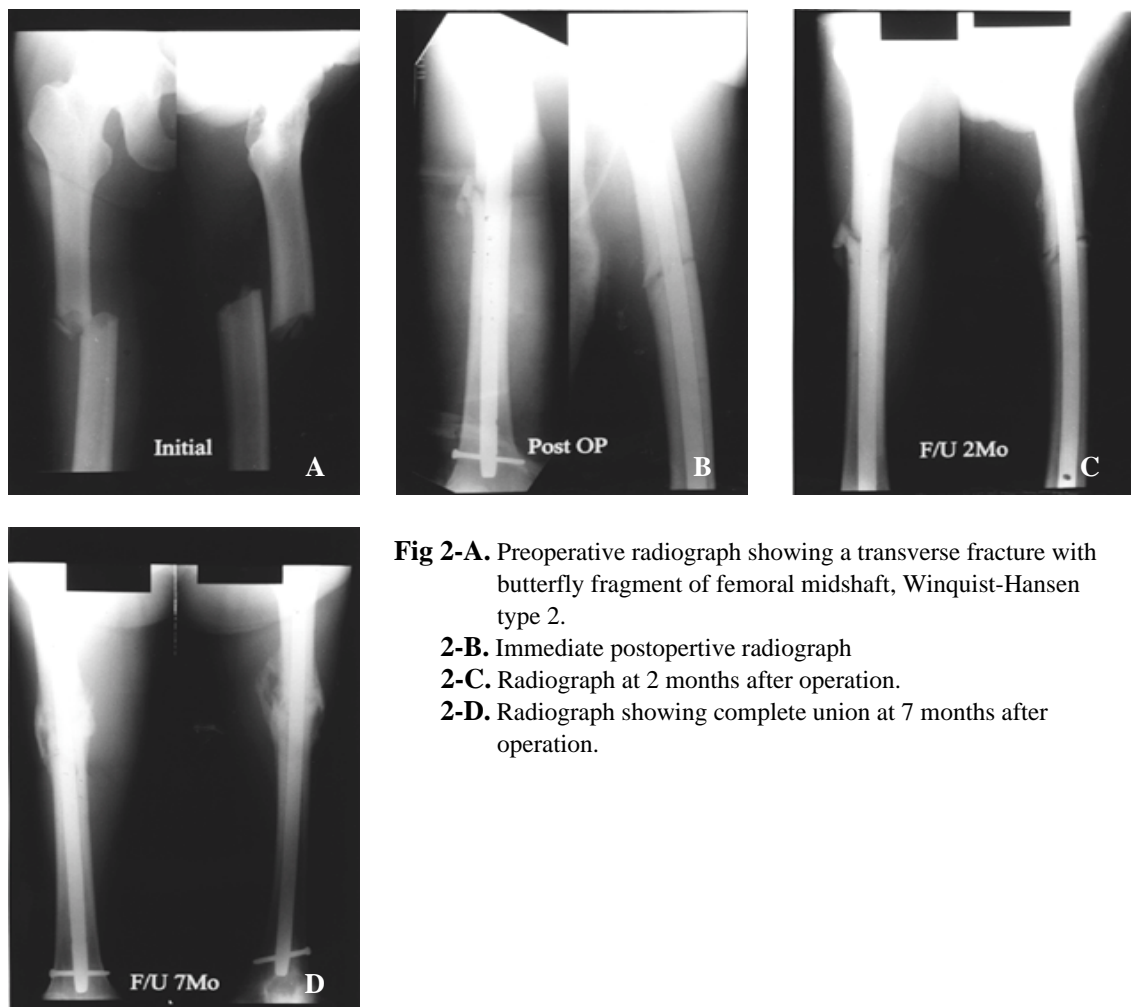 Initial
A
Post OP
B
F/U 2Mo
C
F/U 7Mo
D
Fig 2-A. Preoperative radiograph showing a transverse fracture with
butterfly fragment of femoral midshaft, Winquist-Hansen
type 2.
2-B. Immediate postopertive radiograph
2-C. Radiograph at 2 months after operation.
2-D. Radiograph showing complete union at 7 months after
operation.